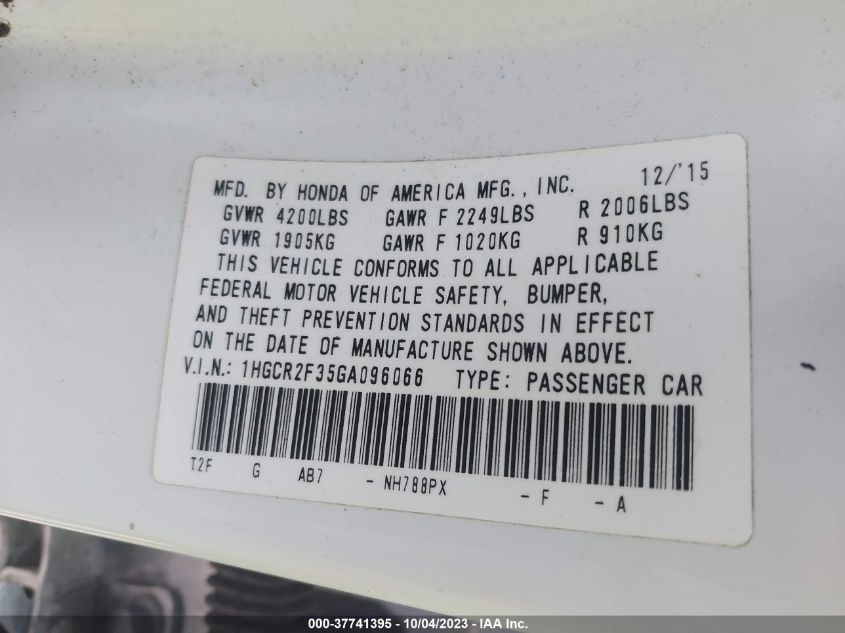 MFD. BY HONDA OF AMERICA MFG., INC. 12/'15
GVWR 4200LBS GAWR F 2249LBS R 2006LBS
GVWR 1905KG GAWR F 1020KG R 910KG
THIS VEHICLE CONFORMS TO ALL APPLICABLE
FEDERAL MOTOR VEHICLE SAFETY, BUMPER,
AND THEFT PREVENTION STANDARDS IN EFFECT
ON THE DATE OF MANUFACTURE SHOWN ABOVE.
V.I.N.: 1HGCR2F35GA096066 TYPE: PASSENGER CAR
T2F G AB7 - NH788PX - F - A
000-37741395 - 10/04/2023 - IAA Inc.